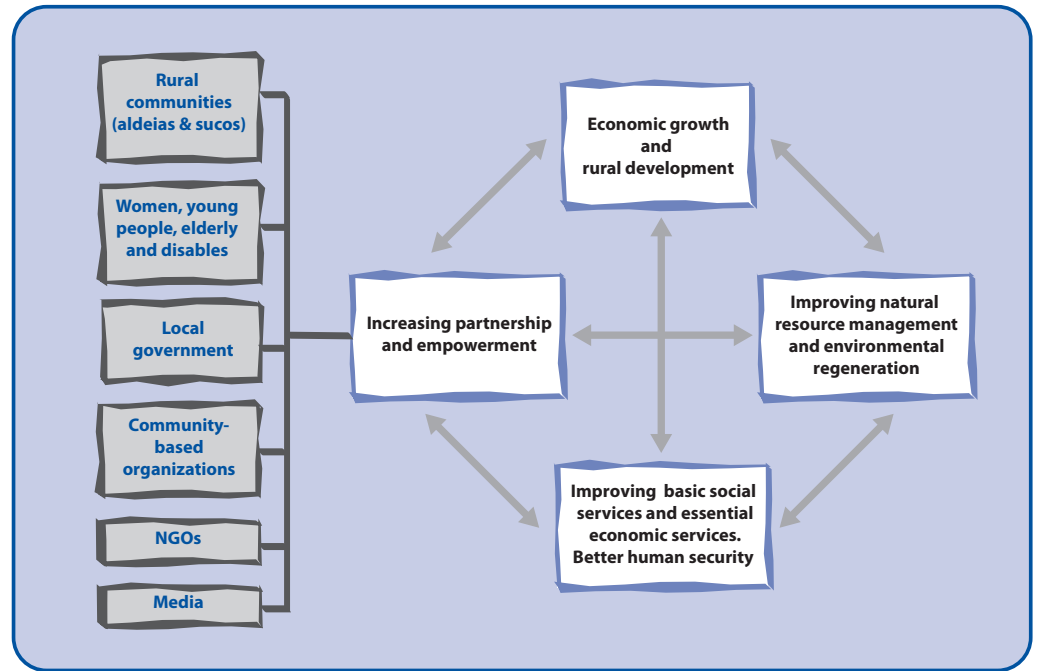 Rural
communities
(aldeias & sucos)
Women, young
people, elderly
and disables
Local
government
Community-
based
organizations
NGOs
Media
Economic growth
and
rural development
Increasing partnership
and empowerment
Improving natural
resource management
and environmental
regeneration
Improving basic social
services and essential
economic services.
Better human security